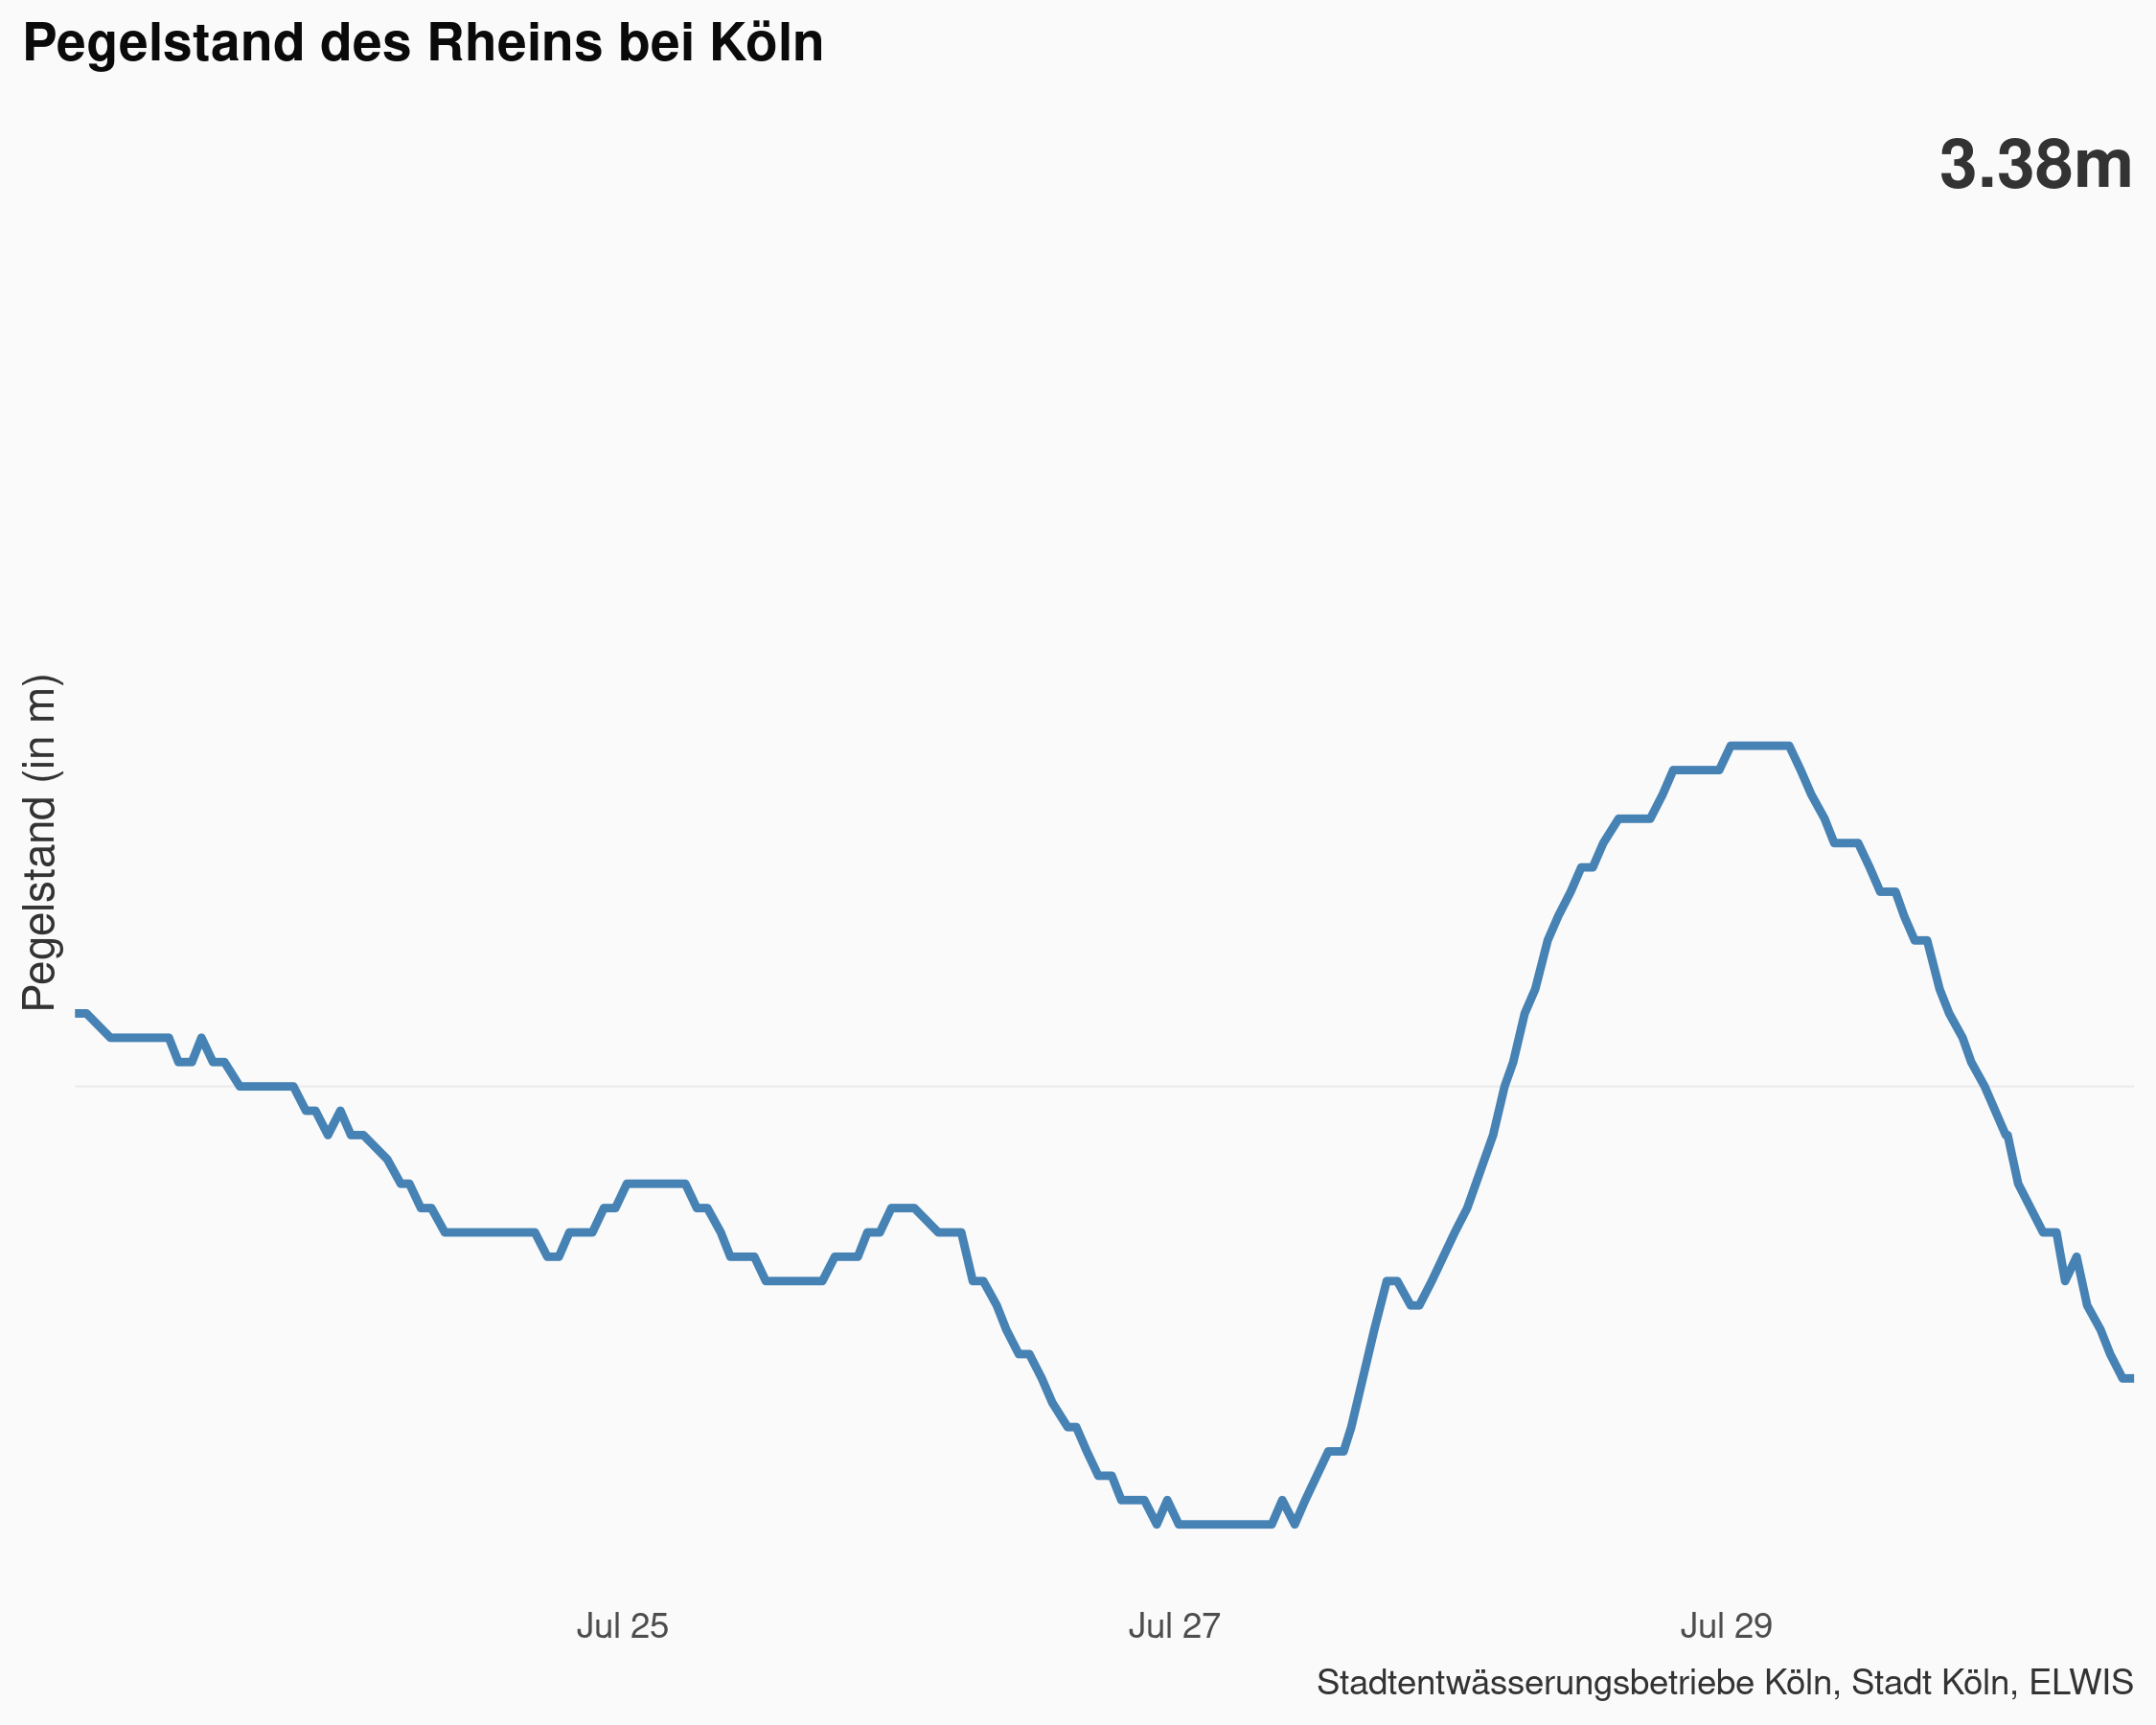 Pegelstand des Rheins bei Köln
3.38m
Pegelstand (in m)
Jul 25
Jul 27
Jul 29
Stadtentwässerungsbetriebe Köln, Stadt Köln, ELWIS